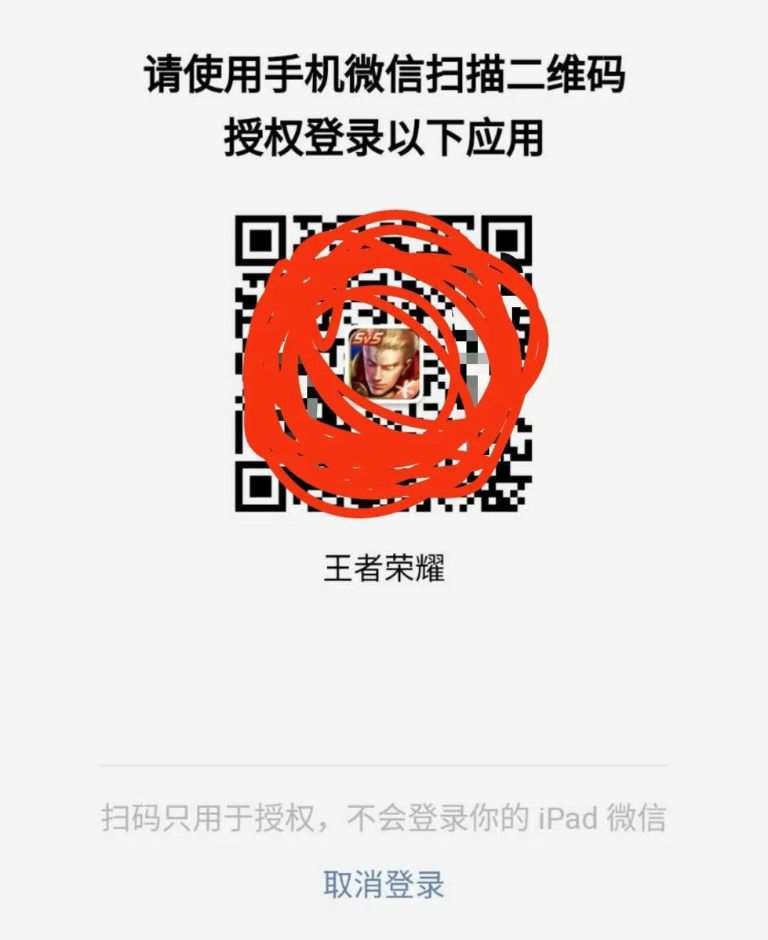 请使用手机微信扫描二维码
授权登录以下应用
5v5
王者荣耀
扫码只用于授权，不会登录你的 iPad 微信
取消登录